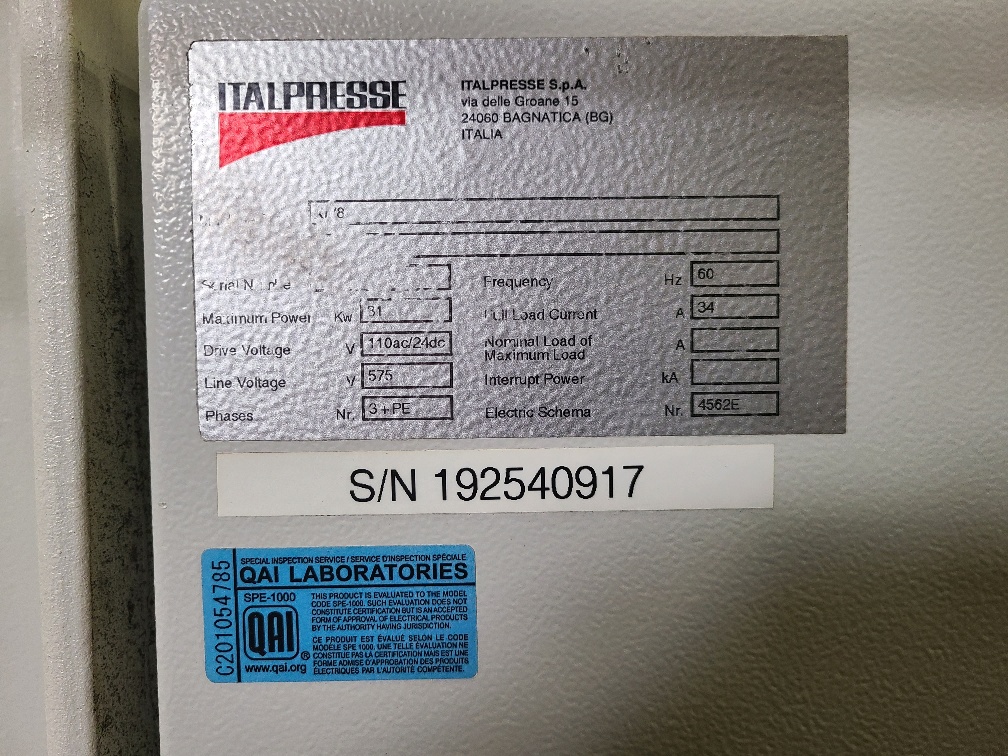 ITALPRESSE
ITALPRESSE S.p.A.
via delle Groane 15
24060 BAGNATICA (BG)
ITALIA
Frequency Hz 60
Maximum Power Kw 31
Full Load Current A 34
Drive Voltage V 110ac/24dc
Nominal Load of
Maximum Load A
Line Voltage V 575
Interrupt Power kA
Phases Nr. 3+PE
Electric Schema Nr. 4562E
S/N 192540917
C201054785
SPECIAL INSPECTION SERVICE / SERVICE D'INSPECTION SPÉCIALE
QAI LABORATORIES
SPE-1000
THIS PRODUCT IS EVALUATED TO THE MODEL
CODE SPE-1000. SUCH EVALUATION DOES NOT
CONSTITUTE CERTIFICATION BUT IS AN ACCEPTED
FORM OF APPROVAL OF ELECTRICAL PRODUCTS
BY THE AUTHORITY HAVING JURISDICTION.
QAI®
www.qai.org
CE PRODUIT EST ÉVALUÉ SELON LE CODE
MODÈLE SPE 1000. UNE TELLE ÉVALUATION NE
CONSTITUE PAS LA CERTIFICATION MAIS EST UNE
FORME ADMISE D'APPROBATION DES PRODUITS
ÉLECTRIQUES PAR L'AUTORITÉ COMPÉTENTE.